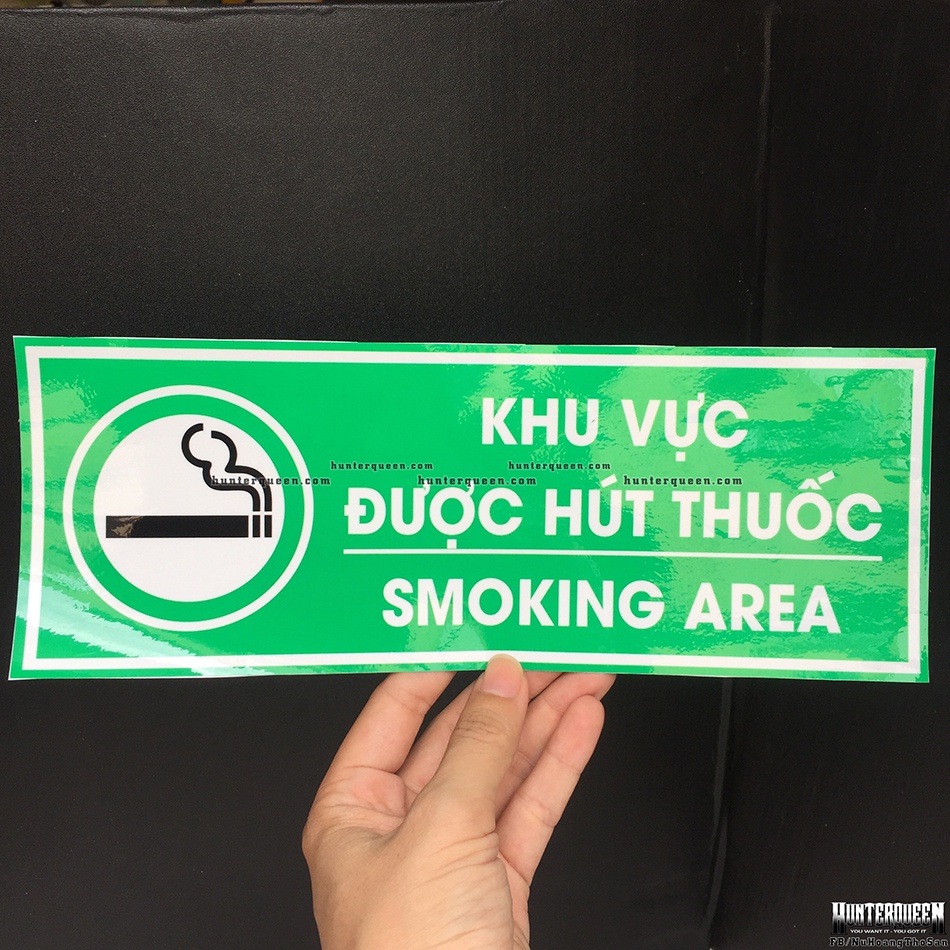 KHU VỰC
hunterqueen.com hunterqueen.com
hunterqueen.com hunterqueen.com hunterqueen.com
ĐƯỢC HÚT THUỐC
SMOKING AREA
HUNTERQUEEN
YOU WANT IT - YOU GOT IT
FB/NuHoangThoSan